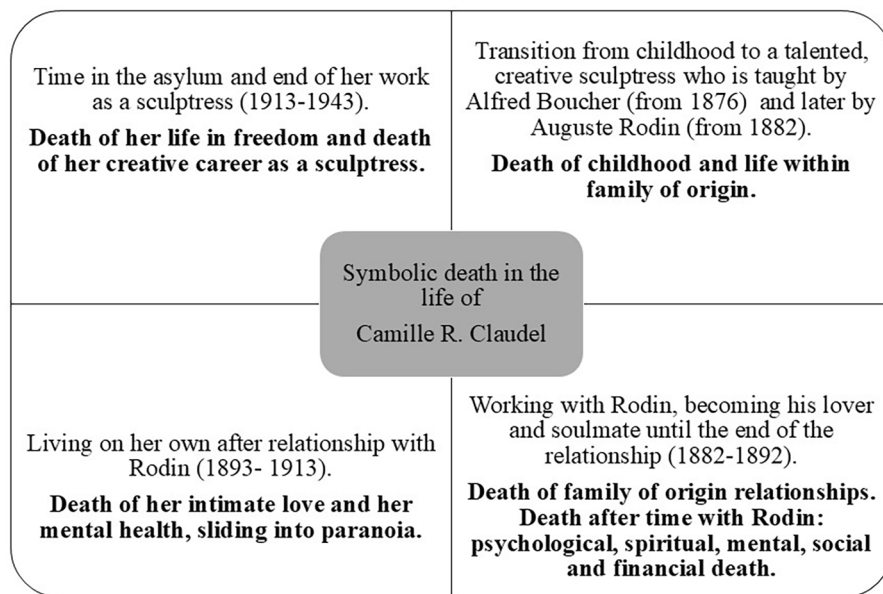 Time in the asylum and end of her work
as a sculptress (1913-1943).
Death of her life in freedom and death
of her creative career as a sculptress.
Transition from childhood to a talented,
creative sculptress who is taught by
Alfred Boucher (from 1876) and later by
Auguste Rodin (from 1882).
Death of childhood and life within
family of origin.
Symbolic death in the
life of
Camille R. Claudel
Living on her own after relationship with
Rodin (1893- 1913).
Death of her intimate love and her
mental health, sliding into paranoia.
Working with Rodin, becoming his lover
and soulmate until the end of the
relationship (1882-1892).
Death of family of origin relationships.
Death after time with Rodin:
psychological, spiritual, mental, social
and financial death.